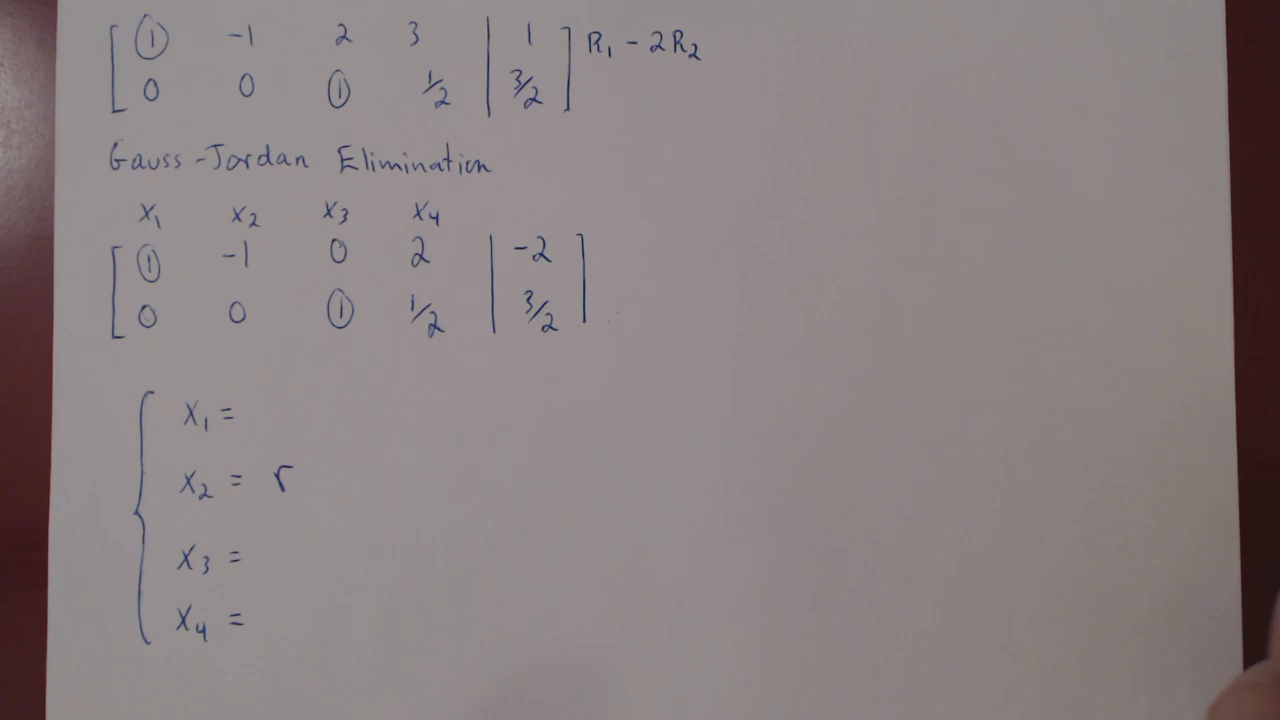 [ 1 -1 2 3 | 1 ] R₁ - 2R₂
[ 0 0 1 1/2 | 3/2 ]
Gauss-Jordan Elimination
x₁ x₂ x₃ x₄
[ 1 -1 0 2 | -2 ]
[ 0 0 1 1/2 | 3/2 ]
{ x₁ =
x₂ = r
x₃ =
x₄ =